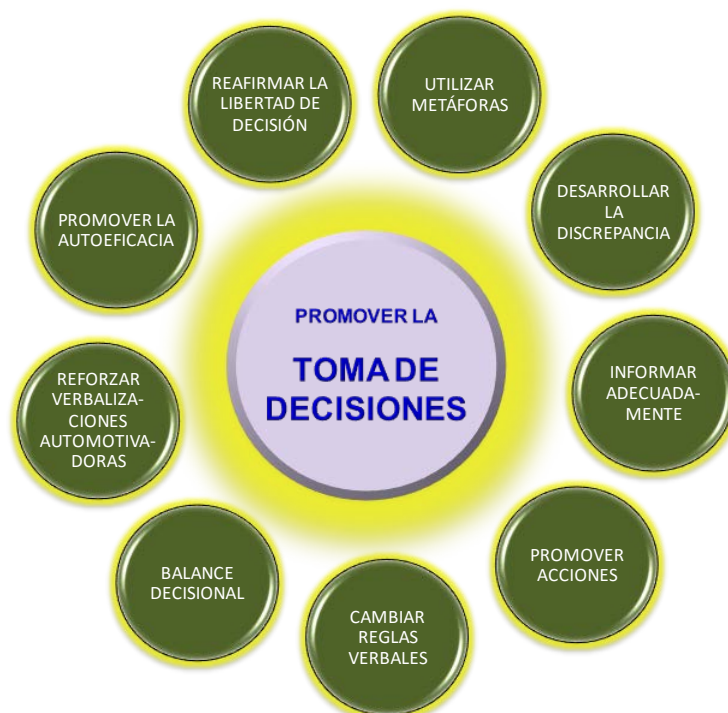 REAFIRMAR LA
LIBERTAD DE
DECISIÓN
UTILIZAR
METÁFORAS
DESARROLLAR
LA
DISCREPANCIA
INFORMAR
ADECUADA-
MENTE
PROMOVER
ACCIONES
CAMBIAR
REGLAS
VERBALES
BALANCE
DECISIONAL
REFORZAR
VERBALIZA-
CIONES
AUTOMOTIVA-
DORAS
PROMOVER LA
AUTOEFICACIA
PROMOVER LA
TOMA DE
DECISIONES